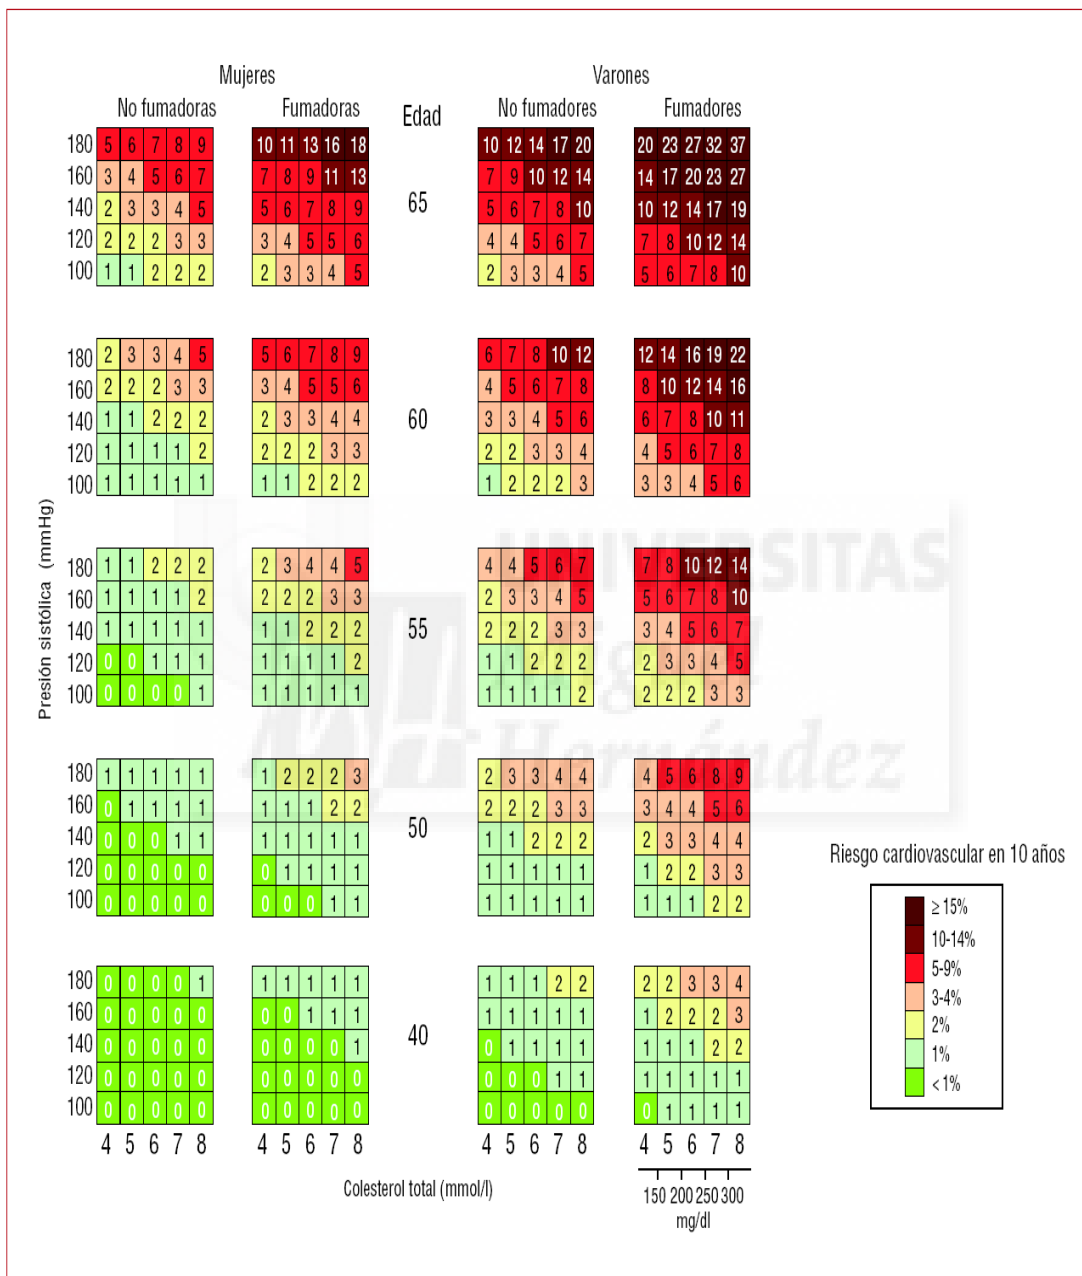 Mujeres Varones
No fumadoras Fumadoras Edad No fumadores Fumadores
180 5 6 7 8 9 10 11 13 16 18 10 12 14 17 20 20 23 27 32 37
160 3 4 5 6 7 7 8 9 11 13 7 9 10 12 14 14 17 20 23 27
140 2 3 3 4 5 5 6 7 8 9 65 5 6 7 8 10 10 12 14 17 19
120 2 2 2 3 3 3 4 5 5 6 4 4 5 6 7 7 8 10 12 14
100 1 1 2 2 2 2 3 3 4 5 2 3 3 4 5 5 6 7 8 10
180 2 3 3 4 5 5 6 7 8 9 6 7 8 10 12 12 14 16 19 22
160 2 2 2 3 3 3 4 5 5 6 4 5 6 7 8 8 10 12 14 16
140 1 1 2 2 2 2 3 3 4 4 60 3 3 4 5 6 6 7 8 10 11
120 1 1 1 1 2 2 2 2 3 3 2 2 3 3 4 4 5 6 7 8
100 1 1 1 1 1 1 1 2 2 2 1 2 2 2 3 3 3 4 5 6
Presión sistólica (mmHg)
UNIVERSITAS
Miguel
Hernández
180 1 1 2 2 2 2 3 4 4 5 4 4 5 6 7 7 8 10 12 14
160 1 1 1 1 2 2 2 2 3 3 2 3 3 4 5 5 6 7 8 10
140 1 1 1 1 1 1 1 2 2 2 55 2 2 2 3 3 3 4 5 6 7
120 0 0 1 1 1 1 1 1 1 2 1 1 2 2 2 2 3 3 4 5
100 0 0 0 0 1 1 1 1 1 1 1 1 1 1 2 2 2 2 3 3
180 1 1 1 1 1 1 2 2 2 3 2 3 3 4 4 4 5 6 8 9
160 0 1 1 1 1 1 1 1 2 2 2 2 2 3 3 3 4 4 5 6
140 0 0 0 1 1 1 1 1 1 1 50 1 1 2 2 2 2 3 3 4 4
120 0 0 0 0 0 0 1 1 1 1 1 1 1 1 1 1 2 2 3 3
100 0 0 0 0 0 0 0 0 1 1 1 1 1 1 1 1 1 1 2 2
180 0 0 0 0 1 1 1 1 1 1 1 1 1 2 2 2 2 3 3 4
160 0 0 0 0 0 0 0 1 1 1 1 1 1 1 1 1 2 2 2 3
140 0 0 0 0 0 0 0 0 0 1 40 0 1 1 1 1 1 1 1 2 2
120 0 0 0 0 0 0 0 0 0 0 0 0 0 1 1 1 1 1 1 1
100 0 0 0 0 0 0 0 0 0 0 0 0 0 0 0 0 1 1 1 1
4 5 6 7 8 4 5 6 7 8 4 5 6 7 8 4 5 6 7 8
Colesterol total (mmol/l)
150 200 250 300
mg/dl
Riesgo cardiovascular en 10 años
≥ 15%
10-14%
5-9%
3-4%
2%
1%
< 1%